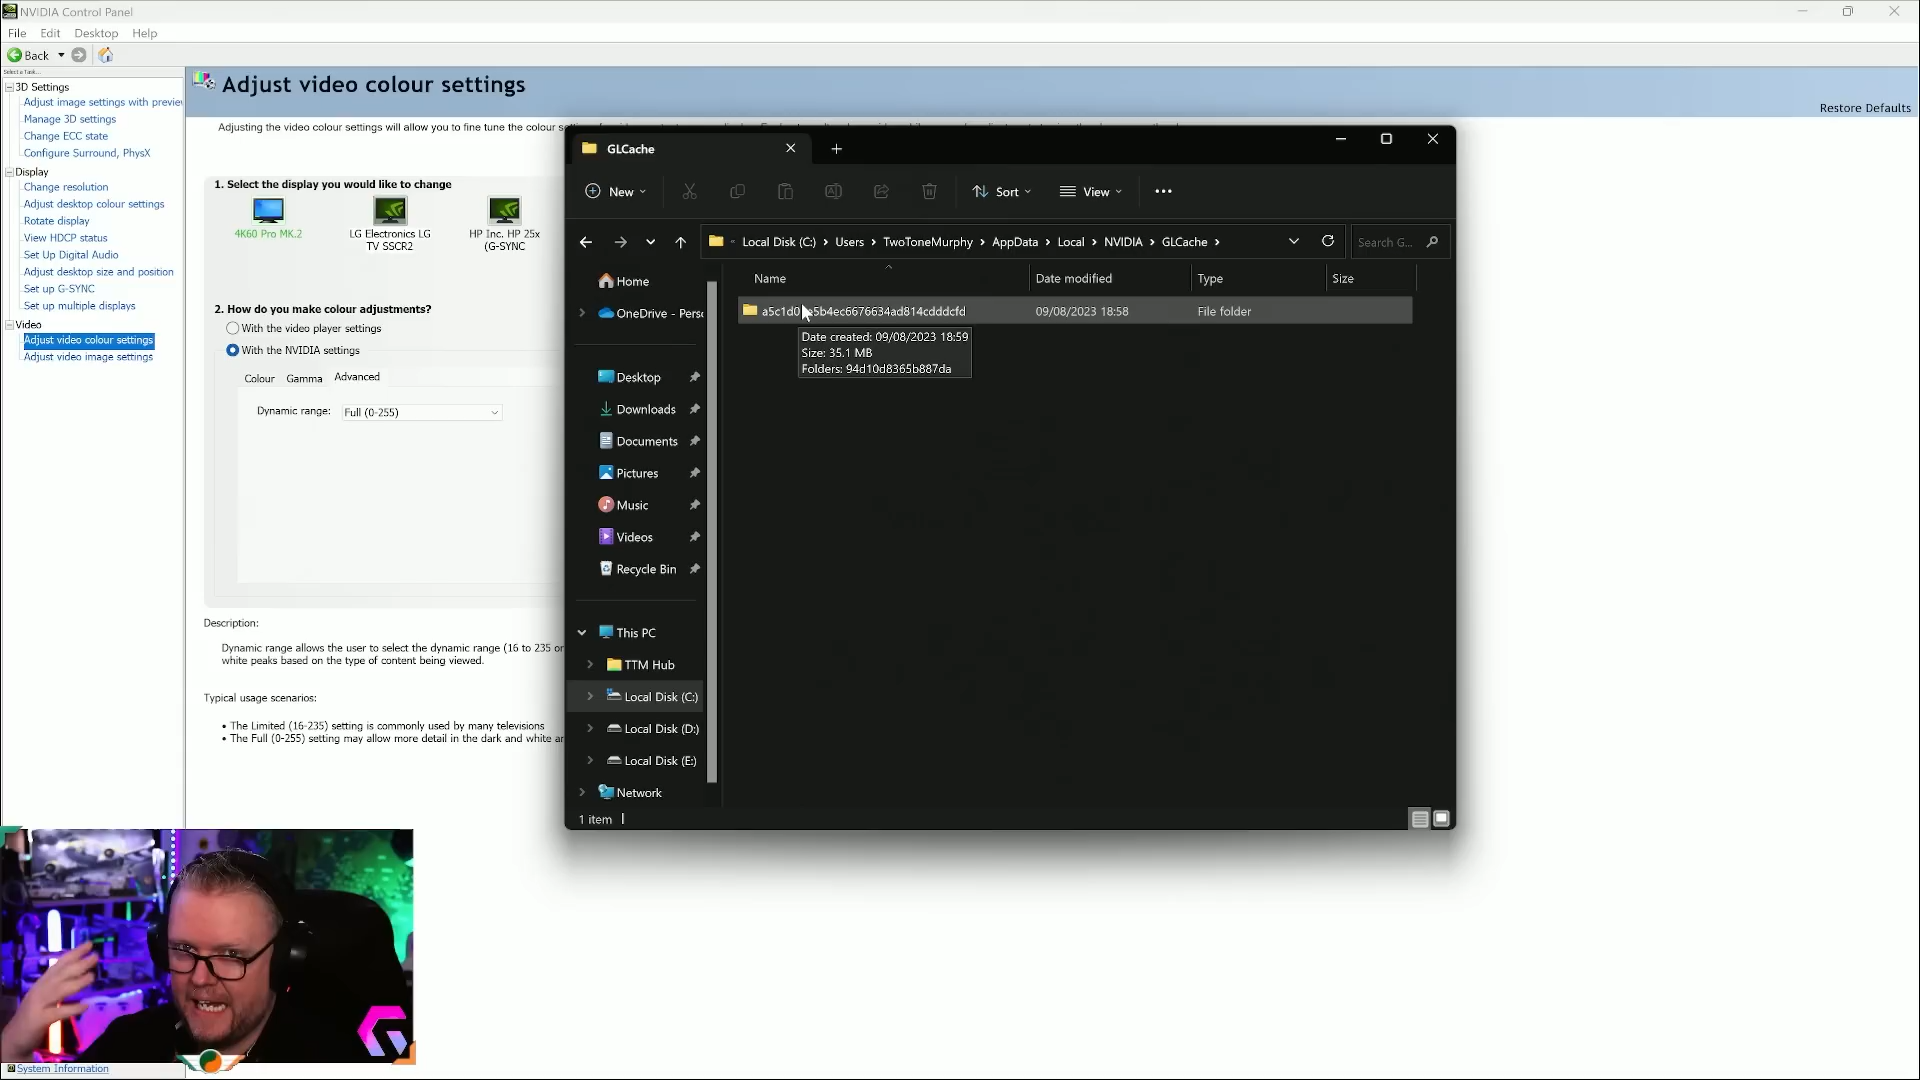 NVIDIA Control Panel
File Edit Desktop Help
Back
Select a Task...
3D Settings
Adjust image settings with preview
Manage 3D settings
Change ECC state
Configure Surround, PhysX
Display
Change resolution
Adjust desktop colour settings
Rotate display
View HDCP status
Set Up Digital Audio
Adjust desktop size and position
Set up G-SYNC
Set up multiple displays
Video
Adjust video colour settings
Adjust video image settings
System Information
Adjust video colour settings
Restore Defaults
Adjusting the video colour settings will allow you to fine tune the colour
1. Select the display you would like to change
4K60 Pro MK.2
LG Electronics LG
TV SSCR2
HP Inc. HP 25x
(G-SYNC
2. How do you make colour adjustments?
With the video player settings
With the NVIDIA settings
Colour Gamma Advanced
Dynamic range: Full (0-255)
Description:
Dynamic range allows the user to select the dynamic range (16 to 235 or
white peaks based on the type of content being viewed.
Typical usage scenarios:
• The Limited (16-235) setting is commonly used by many televisions
• The Full (0-255) setting may allow more detail in the dark and white
GLCache
New Sort View
Local Disk (C:) Users TwoToneMurphy AppData Local NVIDIA GLCache
Search G...
Name Date modified Type Size
09/08/2023 18:58 File folder
Date created: 09/08/2023 18:59
Size: 35.1 MB
Folders: 94d10d8365b887da
Home
OneDrive - Pers
Desktop
Downloads
Documents
Pictures
Music
Videos
Recycle Bin
This PC
TTM Hub
Local Disk (C:)
Local Disk (D:)
Local Disk (E:)
Network
1 item